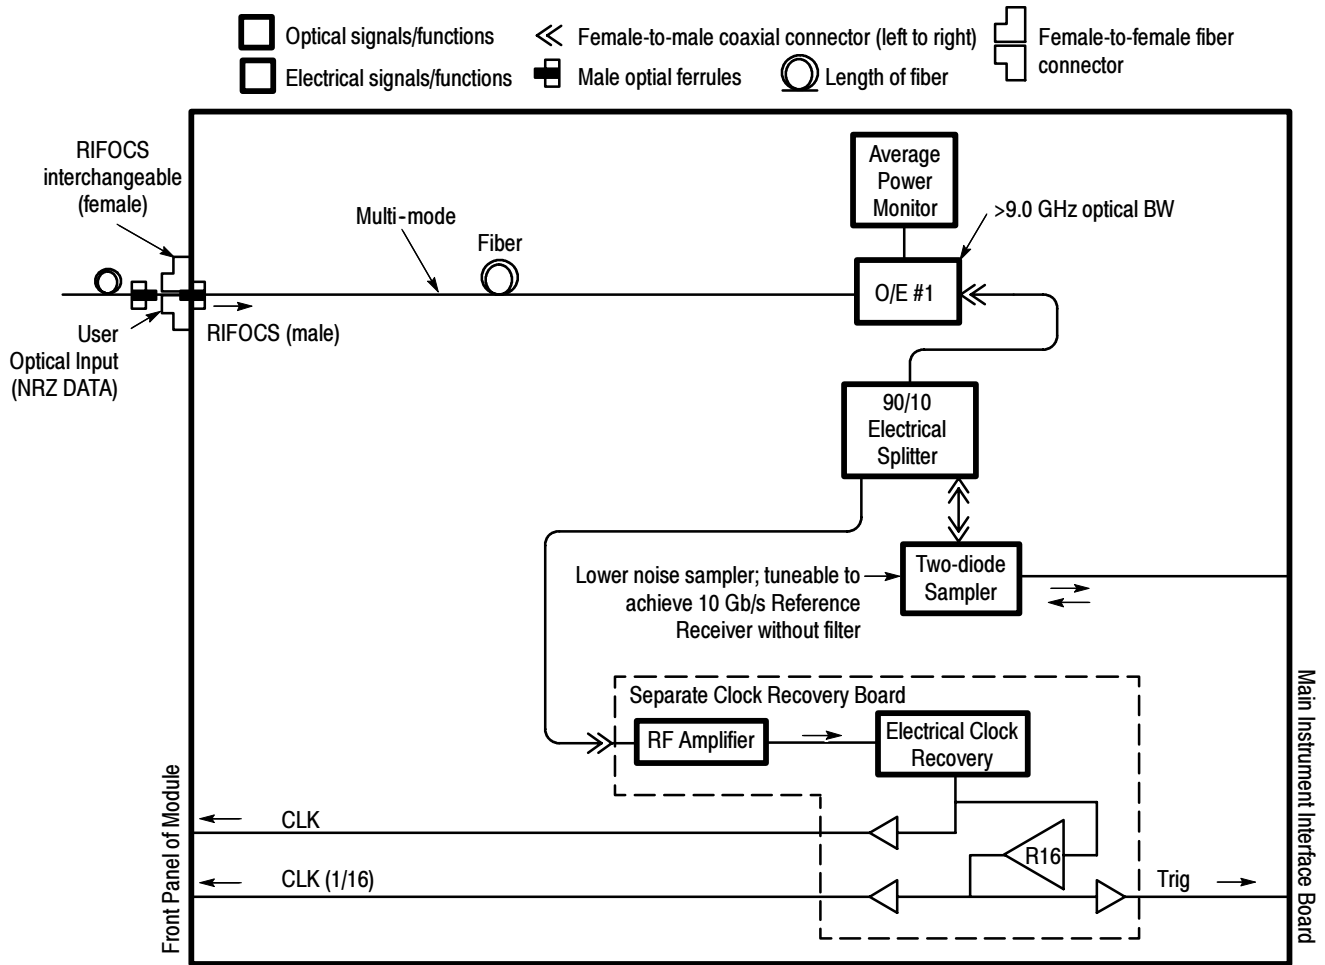 Optical signals/functions
Female-to-male coaxial connector (left to right)
Female-to-female fiber
connector
Electrical signals/functions
Male optial ferrules
Length of fiber
RIFOCS
interchangeable
(female)
Average
Power
Monitor
>9.0 GHz optical BW
Multi-mode
Fiber
O/E #1
User
Optical Input
(NRZ DATA)
RIFOCS (male)
90/10
Electrical
Splitter
Lower noise sampler; tuneable to
achieve 10 Gb/s Reference
Receiver without filter
Two-diode
Sampler
Separate Clock Recovery Board
RF Amplifier
Electrical Clock
Recovery
CLK
R16
CLK (1/16)
Trig
Front Panel of Module
Main Instrument Interface Board